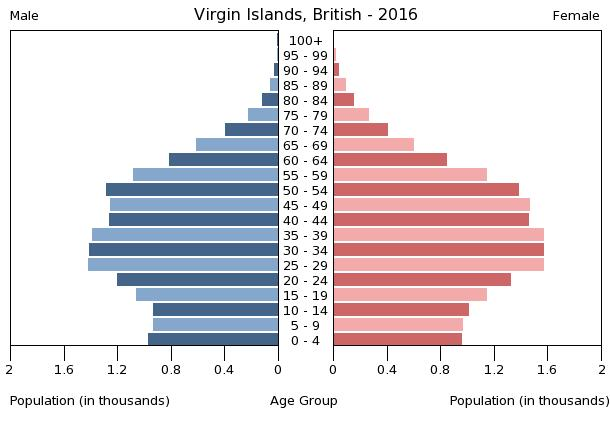 Virgin Islands, British - 2016
Male
Female
100+
95 - 99
90 - 94
85 - 89
80 - 84
75 - 79
70 - 74
65 - 69
60 - 64
55 - 59
50 - 54
45 - 49
40 - 44
35 - 39
30 - 34
25 - 29
20 - 24
15 - 19
10 - 14
5 - 9
0 - 4
2 1.6 1.2 0.8 0.4 0 0 0.4 0.8 1.2 1.6 2
Population (in thousands) Age Group Population (in thousands)